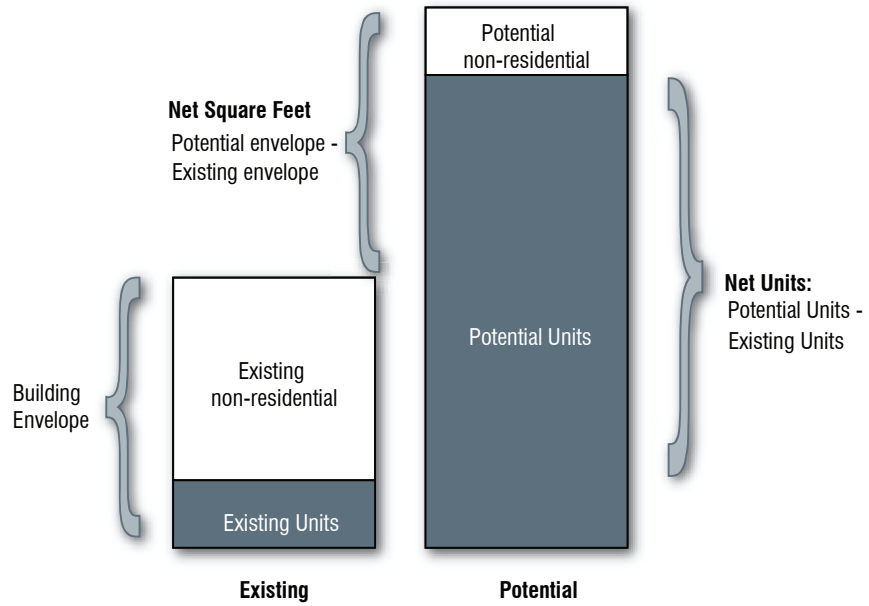 Potential
non-residential
Net Square Feet
Potential envelope -
Existing envelope
Net Units:
Potential Units -
Existing Units
Potential Units
Building
Envelope
Existing
non-residential
Existing Units
Existing
Potential